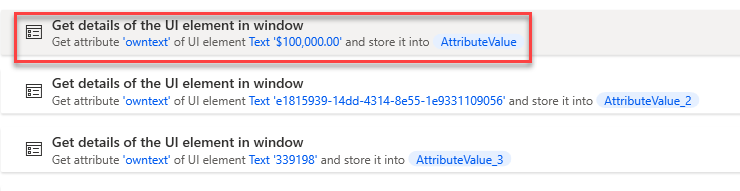 Get details of the UI element in window
Get attribute 'owntext' of UI element Text '$100,000.00' and store it into AttributeValue
Get details of the UI element in window
Get attribute 'owntext' of UI element Text 'e1815939-14dd-4314-8e55-1e9331109056' and store it into AttributeValue_2
Get details of the UI element in window
Get attribute 'owntext' of UI element Text '339198' and store it into AttributeValue_3